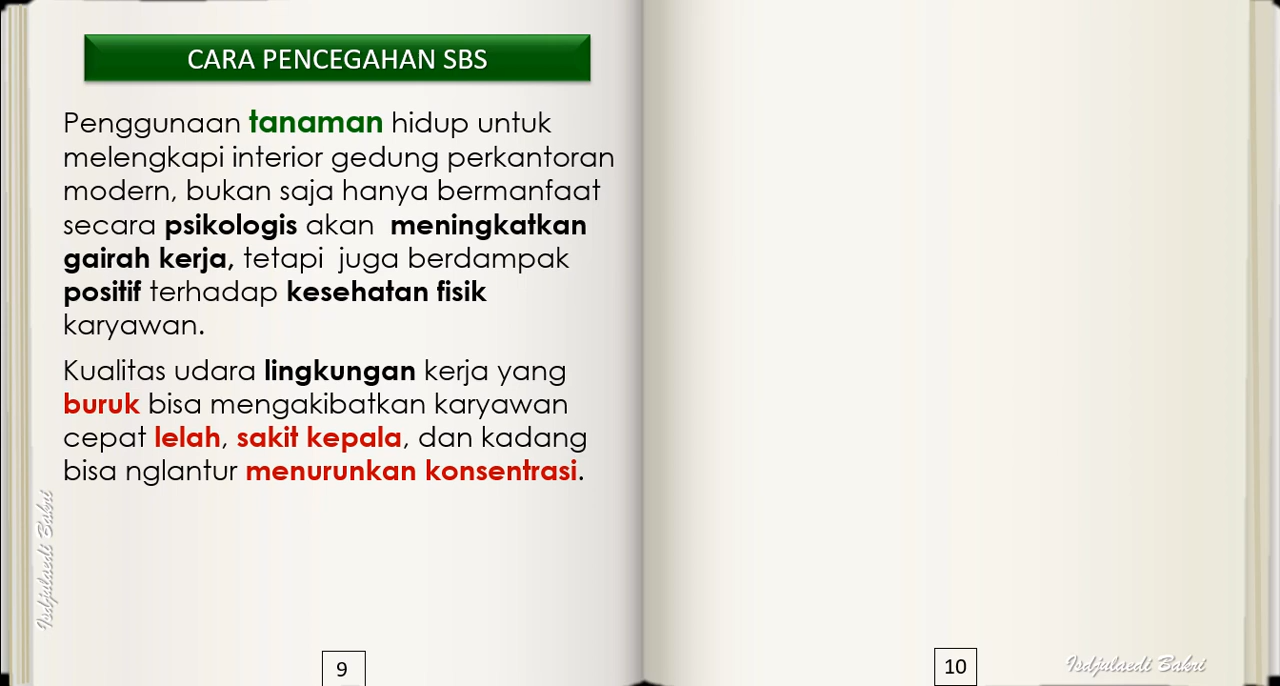 CARA PENCEGAHAN SBS
Penggunaan tanaman hidup untuk
melengkapi interior gedung perkantoran
modern, bukan saja hanya bermanfaat
secara psikologis akan meningkatkan
gairah kerja, tetapi juga berdampak
positif terhadap kesehatan fisik
karyawan.
Kualitas udara lingkungan kerja yang
buruk bisa mengakibatkan karyawan
cepat lelah, sakit kepala, dan kadang
bisa nglantur menurunkan konsentrasi.
Isdjulaedi Bakri
9
10
Isdjulaedi Bakri